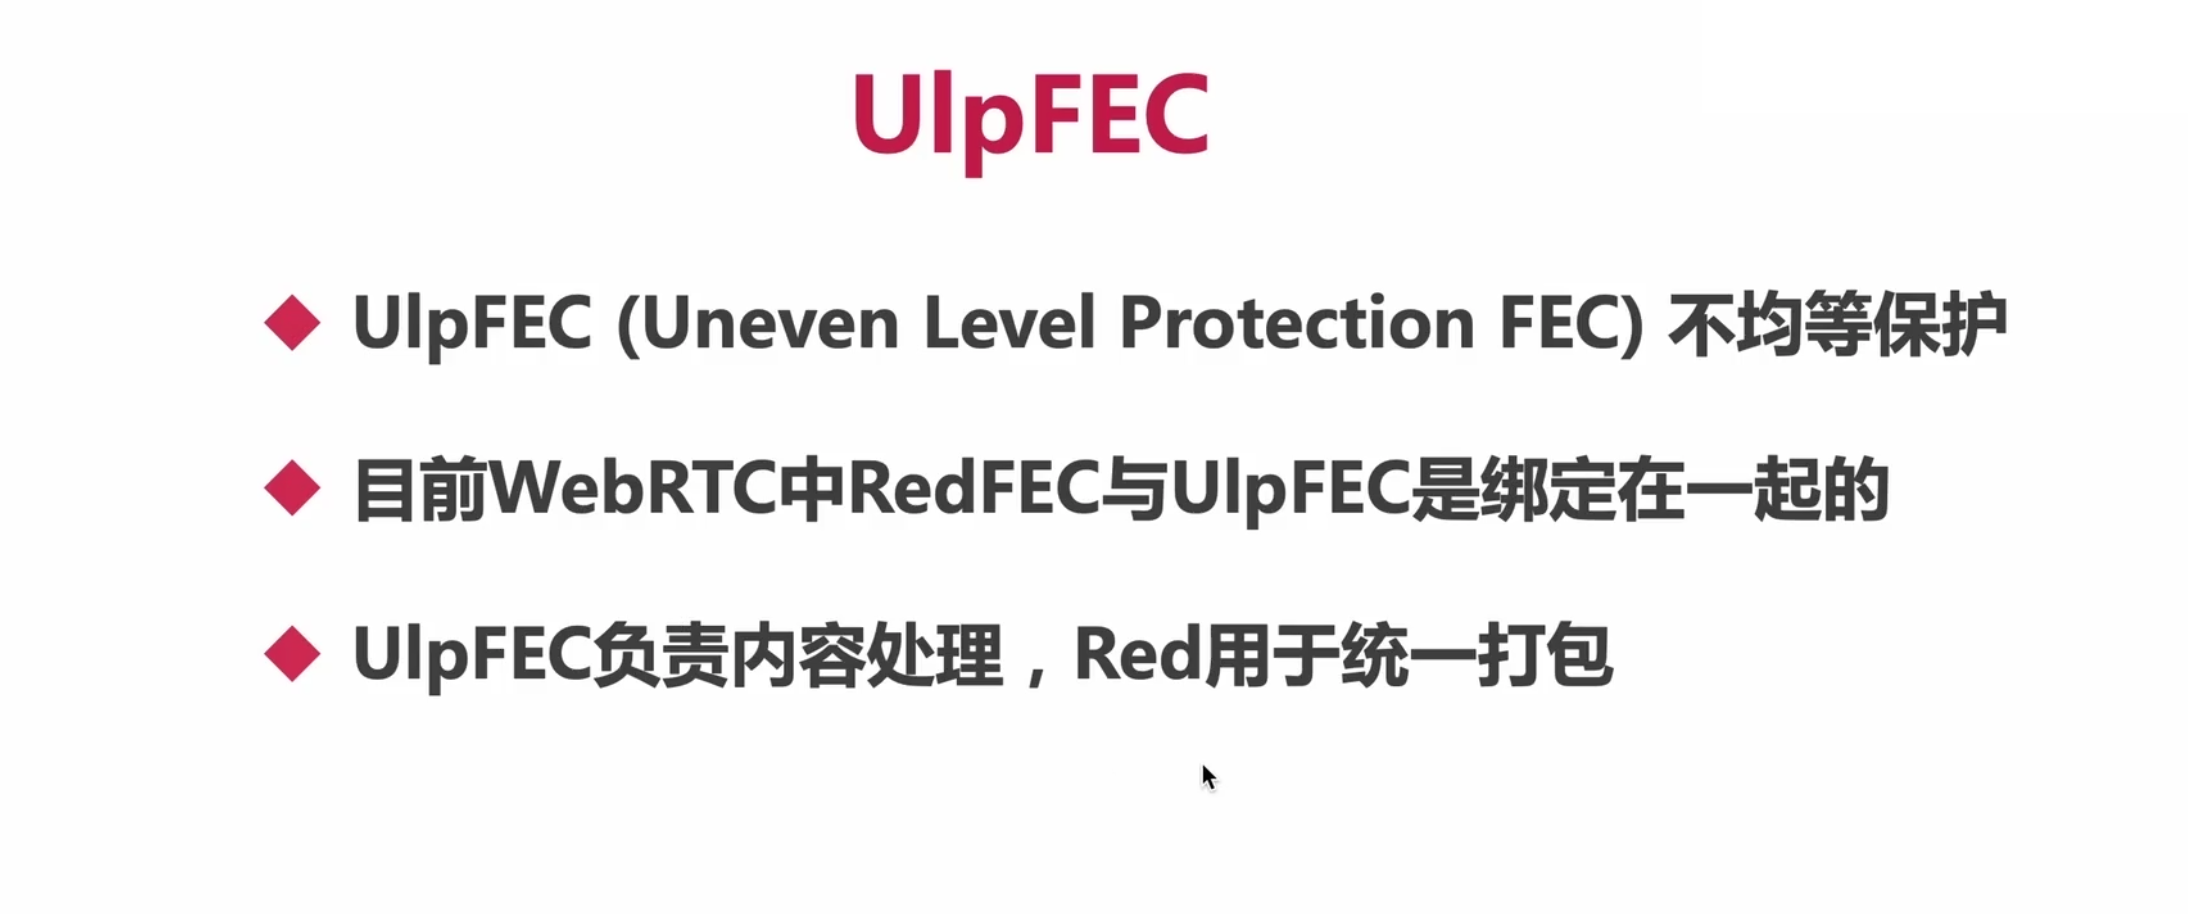 UlpFEC
UlpFEC (Uneven Level Protection FEC) 不均等保护
目前WebRTC中RedFEC与UlpFEC是绑定在一起的
UlpFEC负责内容处理，Red用于统一打包